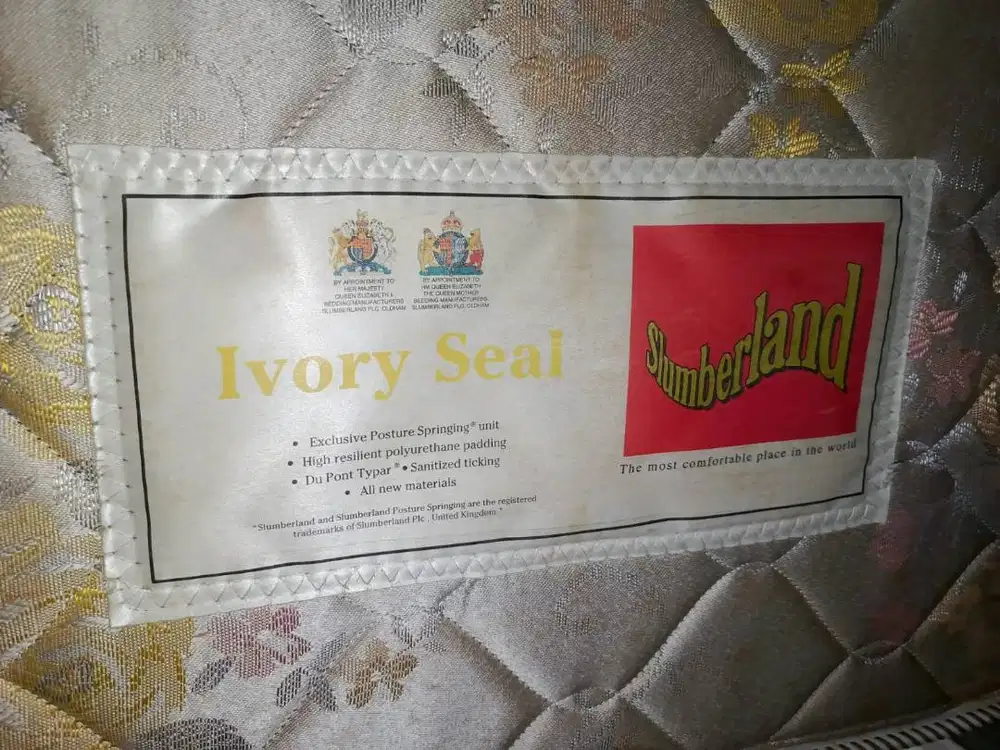 BY APPOINTMENT TO
HER MAJESTY
QUEEN ELIZABETH II
BEDDING MANUFACTURERS
SLUMBERLAND PLC, OLDHAM
BY APPOINTMENT TO
HM QUEEN ELIZABETH
THE QUEEN MOTHER
BEDDING MANUFACTURERS
SLUMBERLAND PLC, OLDHAM
Ivory Seal
• Exclusive Posture Springing® unit
• High resilient polyurethane padding
• Du Pont Typar ® • Sanitized ticking
• All new materials
"Slumberland and Slumberland Posture Springing are the registered
trademarks of Slumberland Plc . United Kingdom "
Slumberland
The most comfortable place in the world